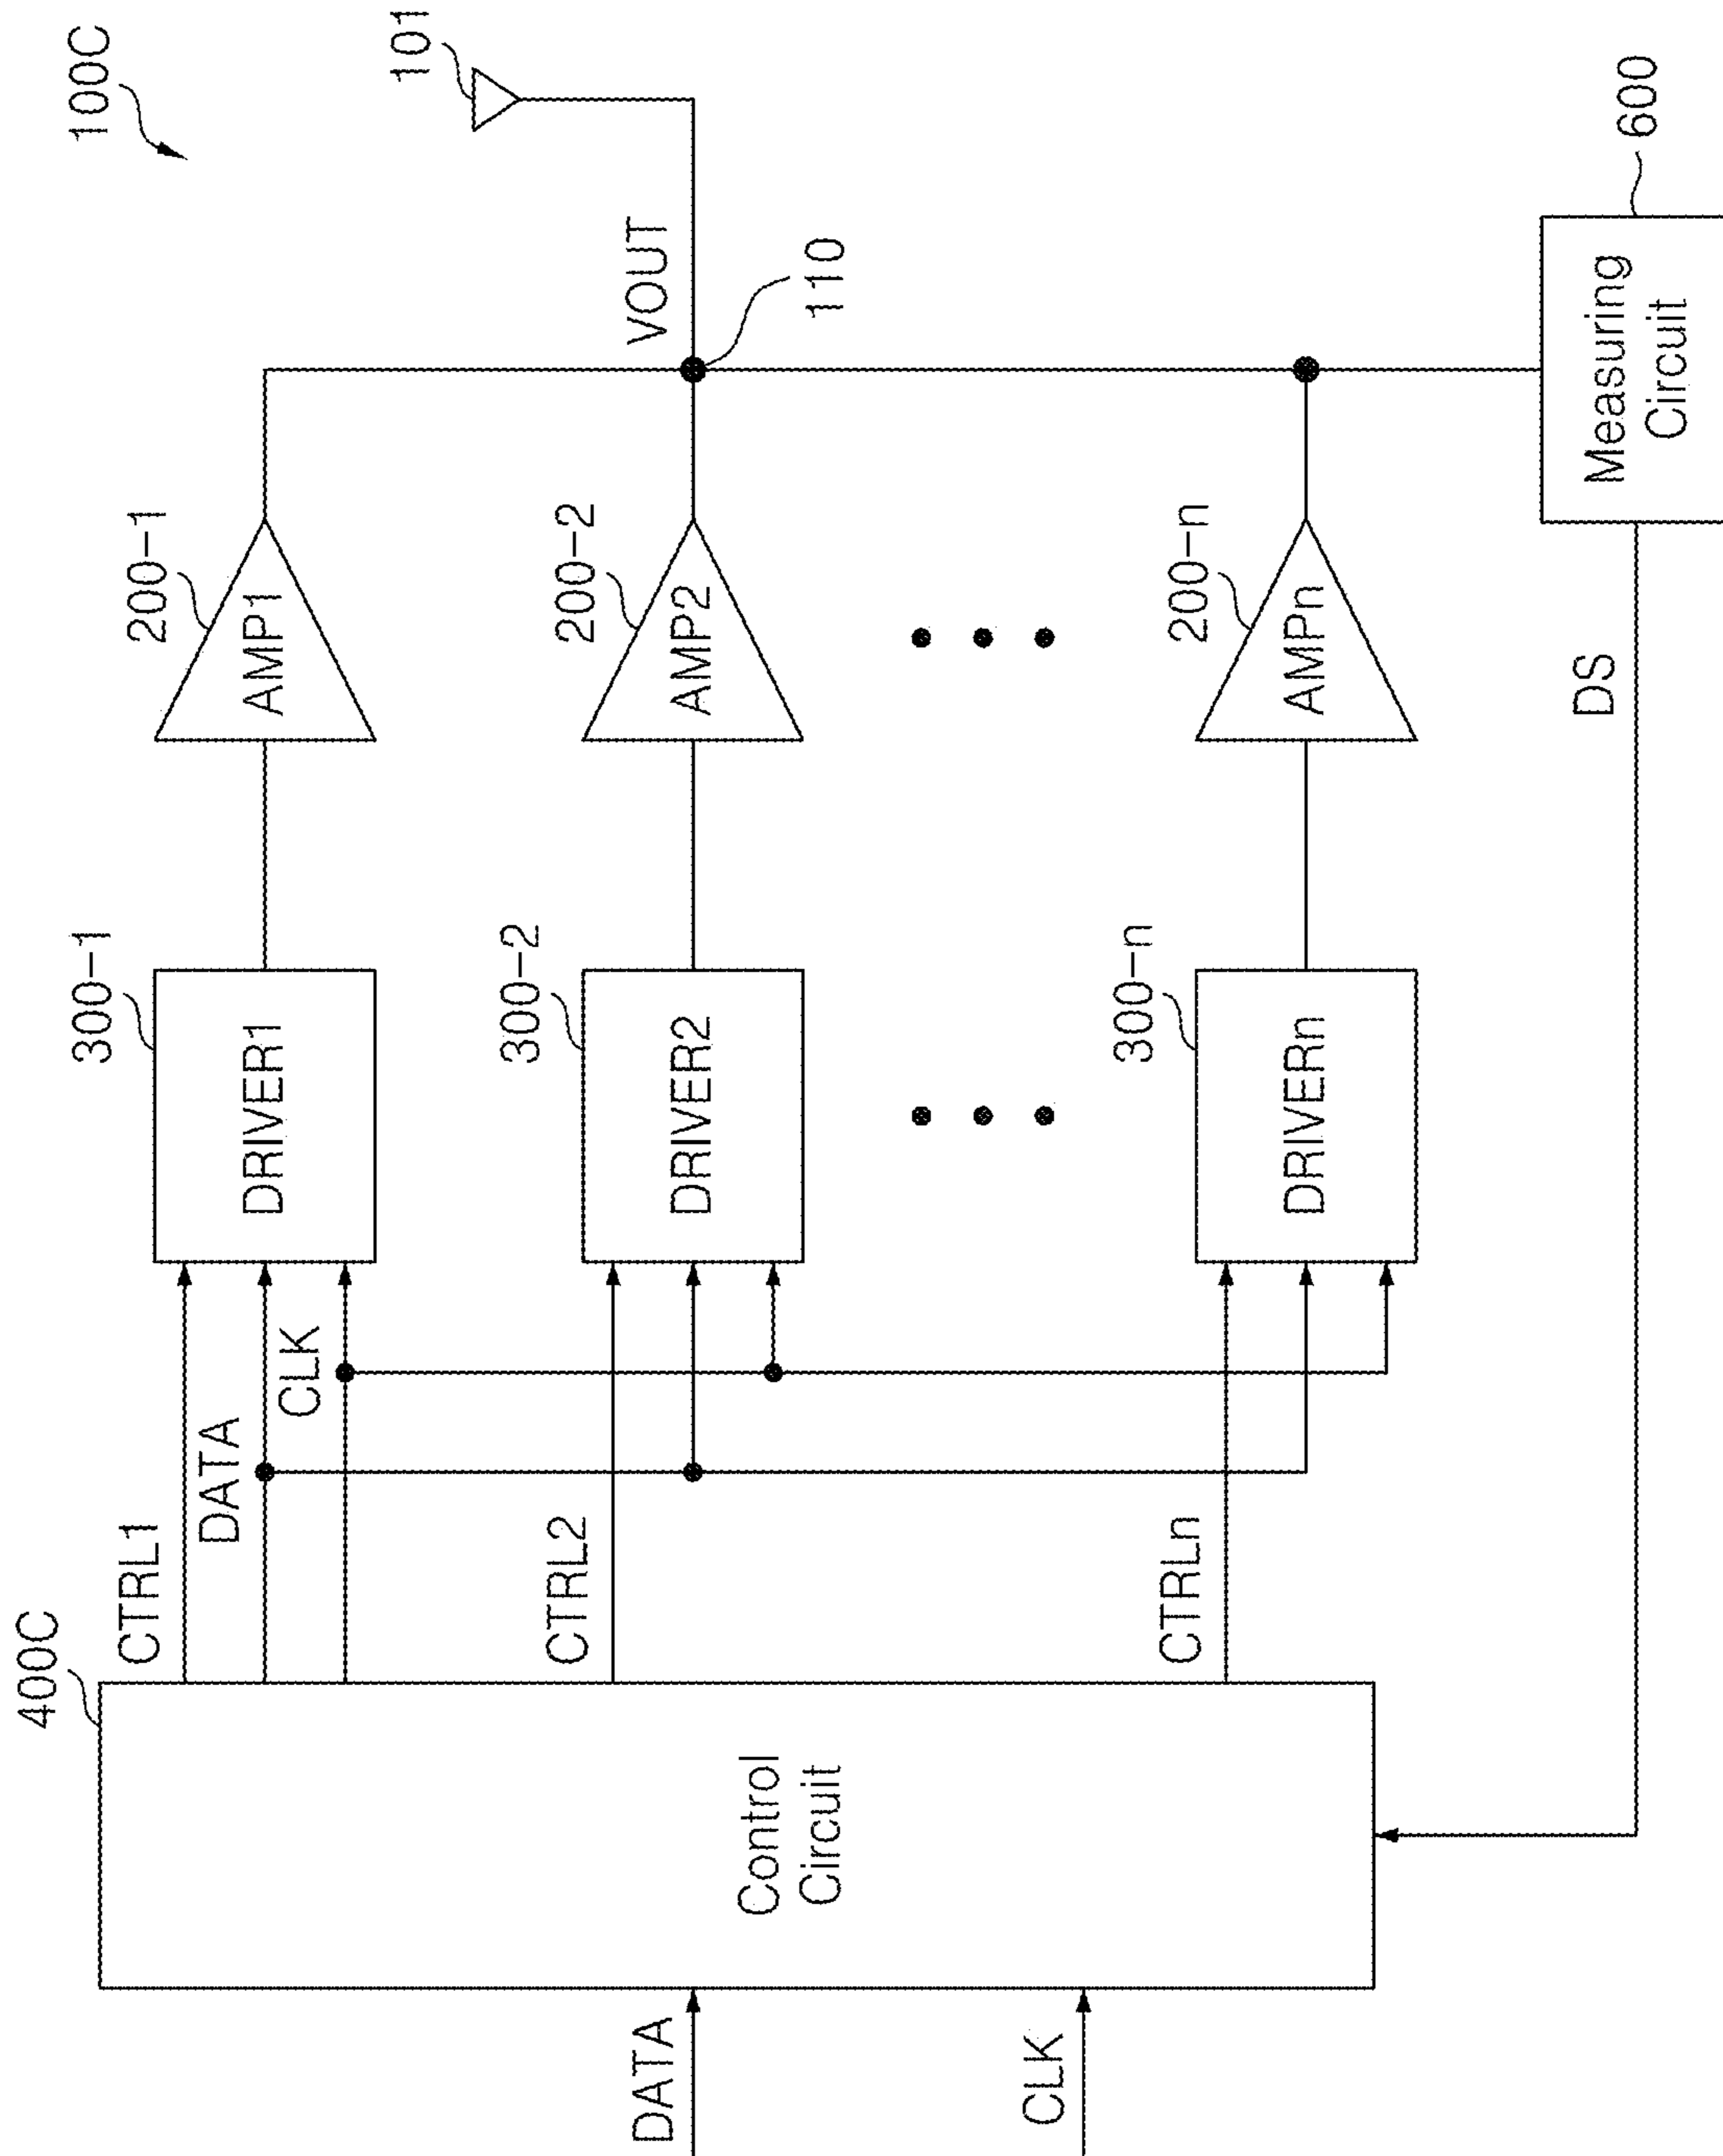 100C
400C
CTRL1
DATA
CLK
300-1
DRIVER1
200-1
AMP1
101
VOUT
110
Control
Circuit
DATA
CLK
CTRL2
300-2
DRIVER2
200-2
AMP2
CTRLn
300-n
DRIVERn
200-n
AMPn
DS
Measuring
Circuit
600